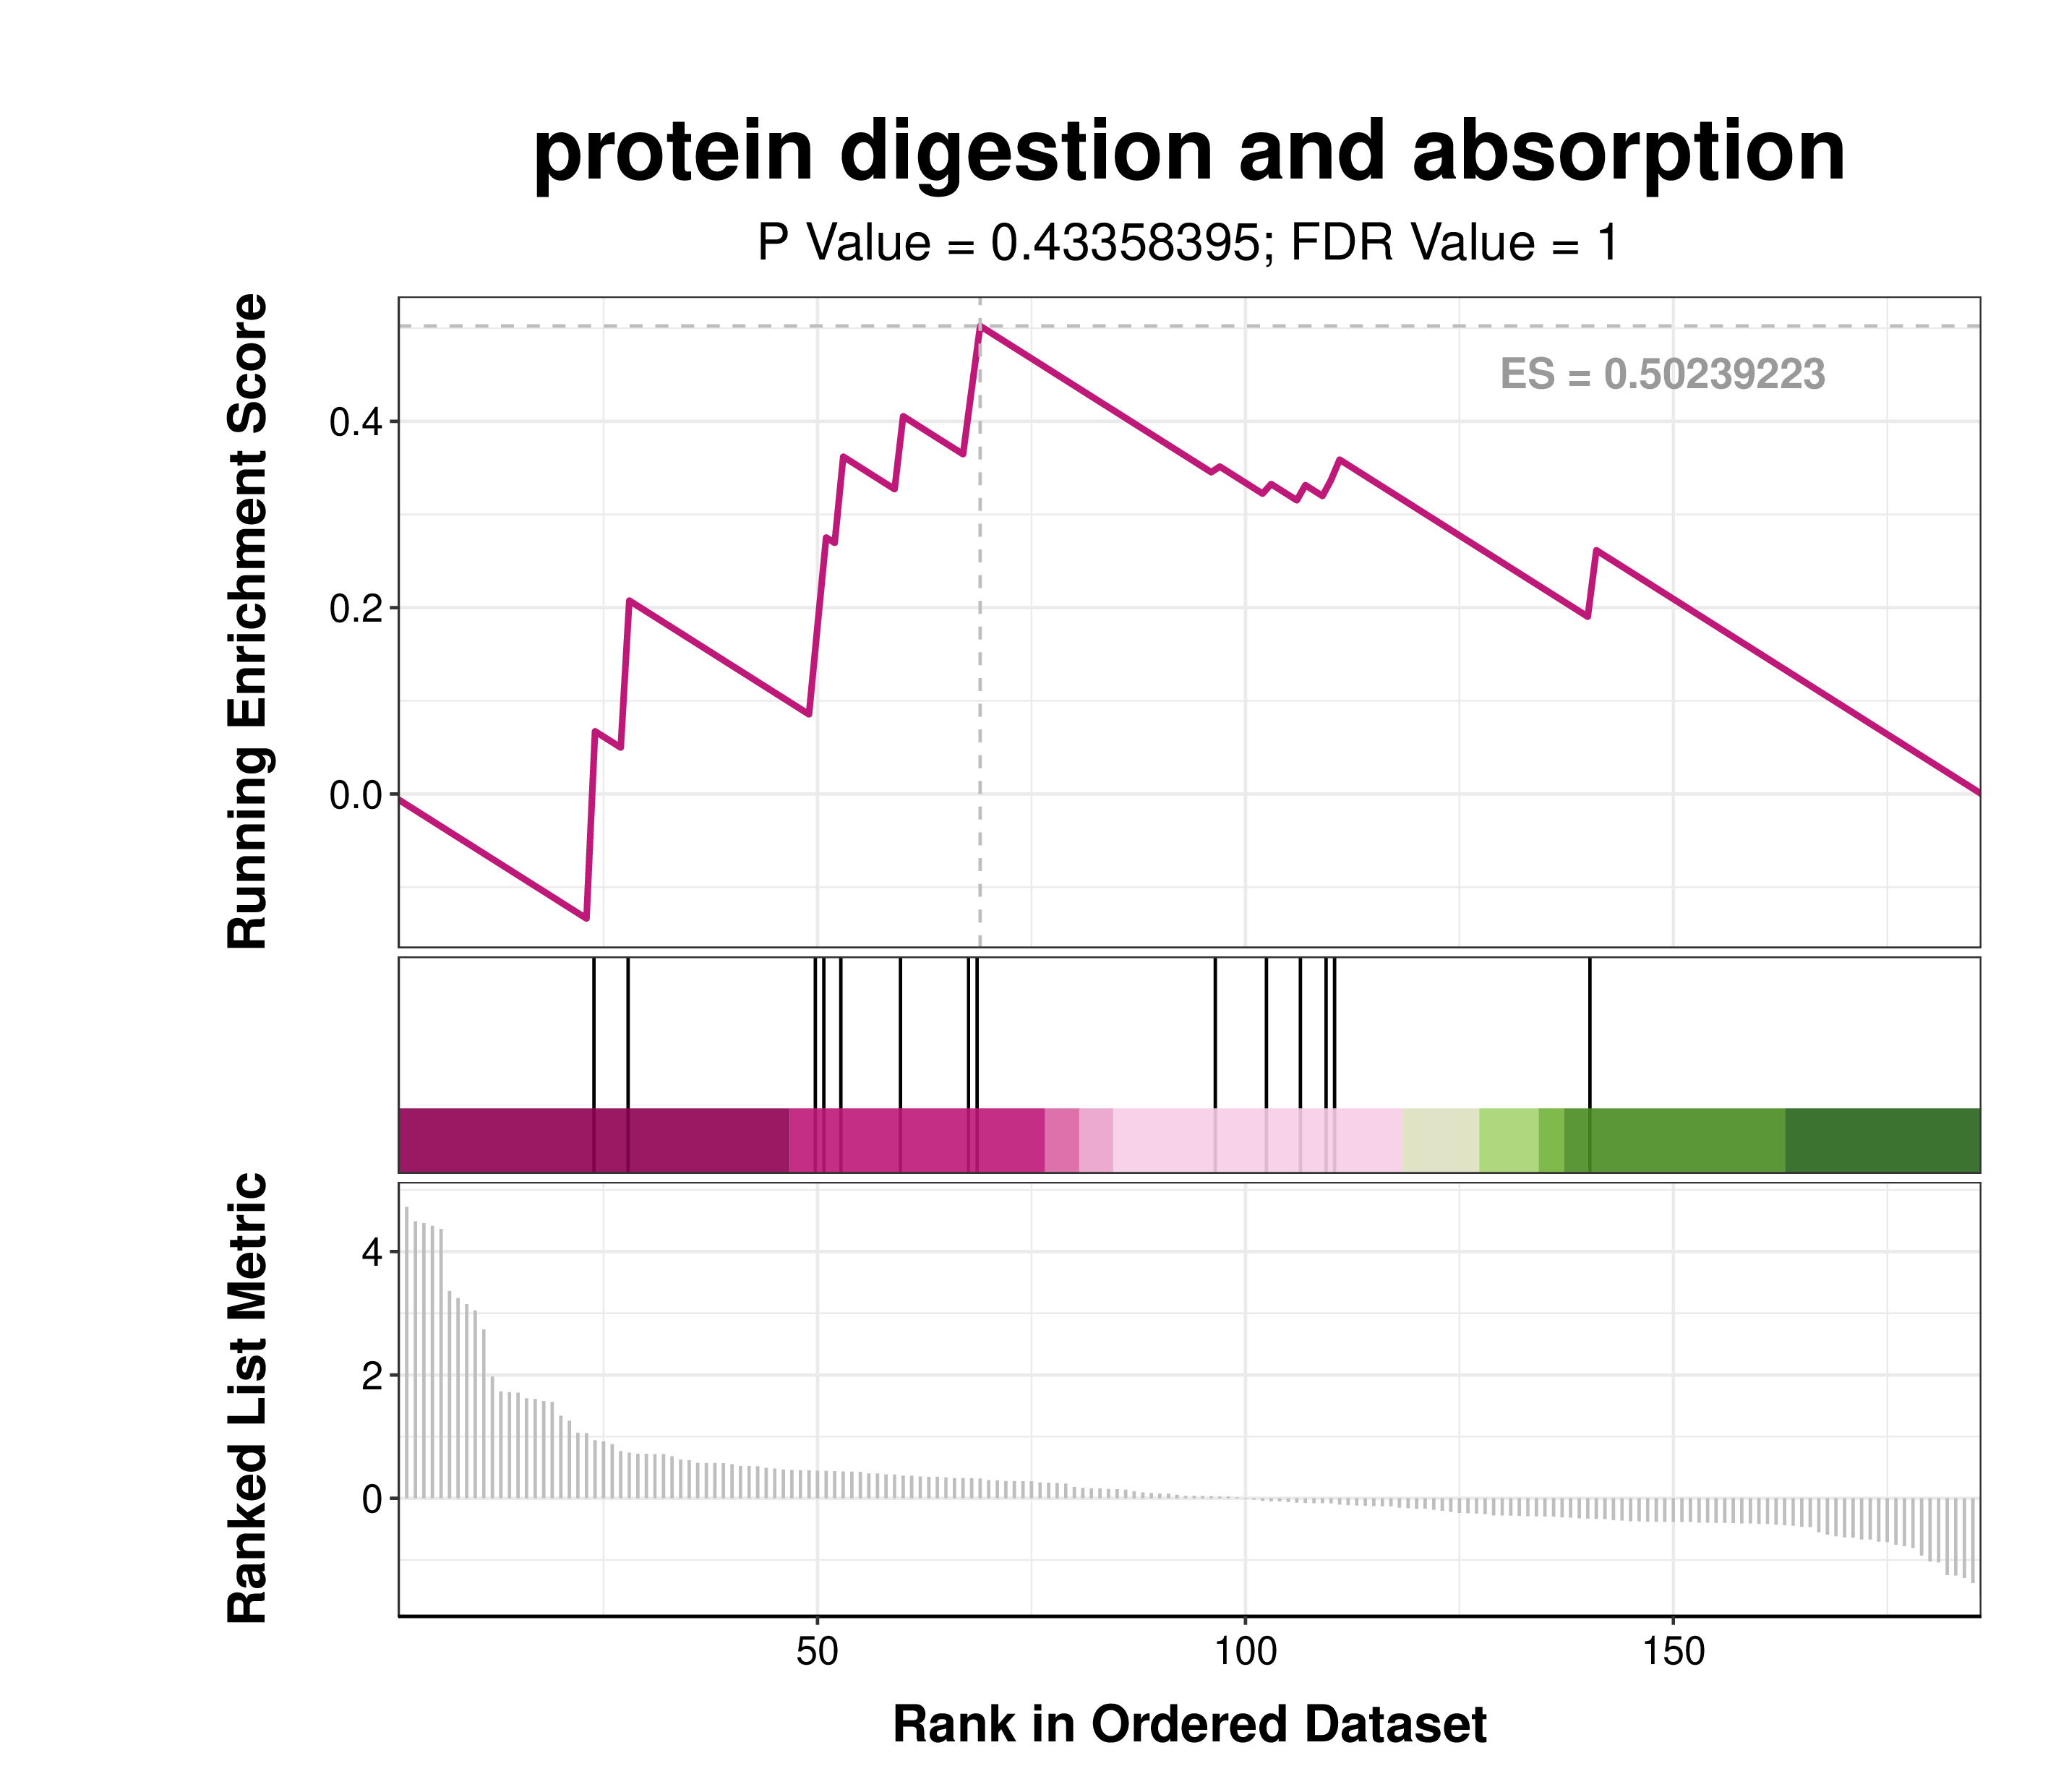 protein digestion and absorption
P Value = 0.43358395; FDR Value = 1
Running Enrichment Score
ES = 0.50239223
0.4
0.2
0.0
Ranked List Metric
4
2
0
50
100
150
Rank in Ordered Dataset